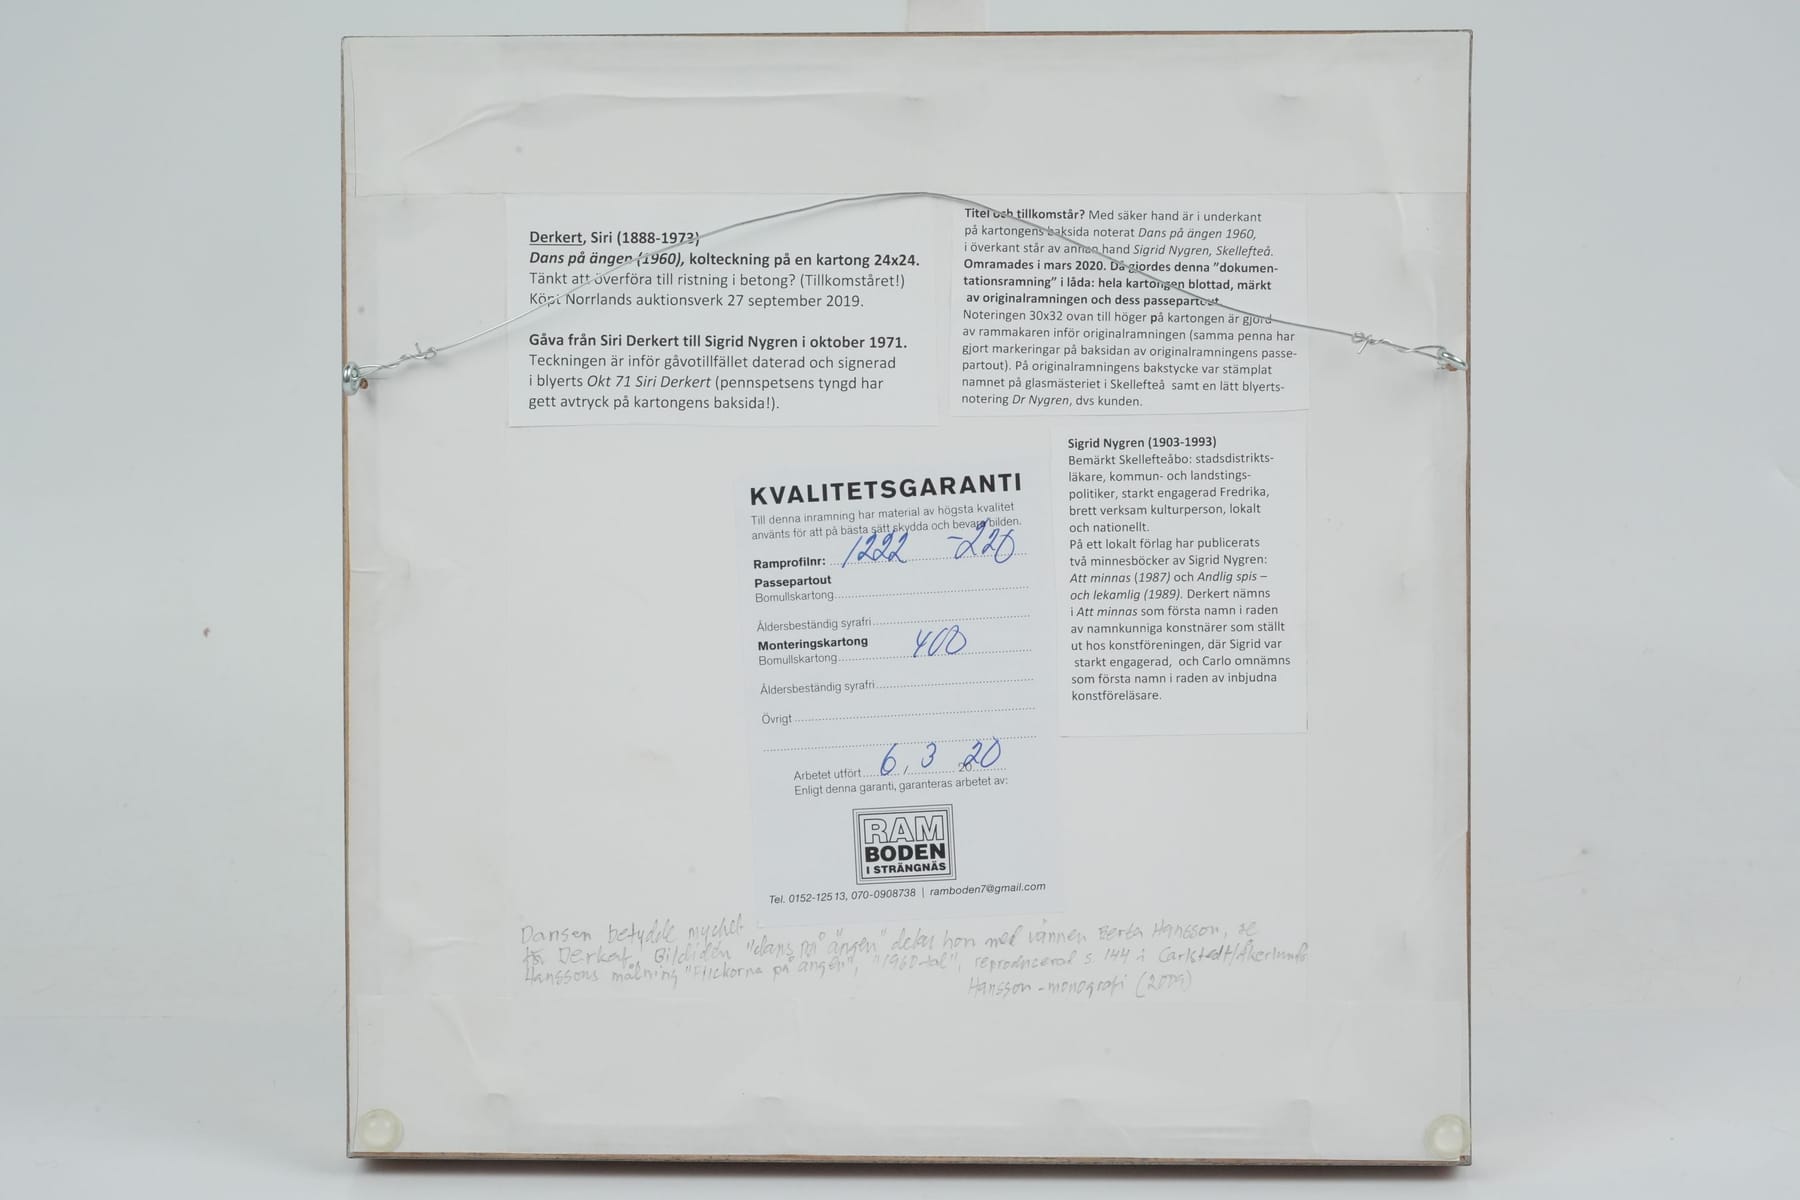 Derkert, Siri (1888-1973)
Dans på ängen (1960), kolteckning på en kartong 24x24.
Tänkt att överföra till ristning i betong? (Tillkomståret!)
Köpt Norrlands auktionsverk 27 september 2019.
Gåva från Siri Derkert till Sigrid Nygren i oktober 1971.
Teckningen är inför gåvotillfället daterad och signerad
i blyerts Okt 71 Siri Derkert (pennspetsens tyngd har
gett avtryck på kartongens baksida!).
Titel och tillkomstår? Med säker hand är i underkant
på kartongens baksida noterat Dans på ängen 1960,
i överkant står av annan hand Sigrid Nygren, Skellefteå.
Omramades i mars 2020. Då gjordes denna ”dokumen-
tationsramning” i låda: hela kartongen blottad, märkt
av originalramningen och dess passepartout.
Noteringen 30x32 ovan till höger på kartongen är gjord
av rammakaren inför originalramningen (samma penna har
gjort markeringar på baksidan av originalramningens passe-
partout). På originalramningens bakstycke var stämplat
namnet på glasmästeriet i Skellefteå samt en lätt blyerts-
notering Dr Nygren, dvs kunden.
Sigrid Nygren (1903-1993)
Bemärkt Skelleftebo: stadsdistrikts-
läkare, kommun- och landstings-
politiker, starkt engagerad Fredrika,
brett verksam kulturperson, lokalt
och nationellt.
På ett lokalt förlag har publicerats
två minnesböcker av Sigrid Nygren:
Att minnas (1987) och Andlig spis –
och lekamlig (1989). Derkert nämns
i Att minnas som första namn i raden
av namnkunniga konstnärer som ställt
ut hos konstföreningen, där Sigrid var
starkt engagerad, och Carlo omnämns
som första namn i raden av inbjudna
konstföreläsare.
KVALITETSGARANTI
Till denna inramning har material av högsta kvalitet
använts för att på bästa sätt skydda och bevara bilden.
Ramprofilnr: 1222 -220
Passepartout
Bomullskartong
Åldersbeständig syrafri
Monteringskartong
Bomullskartong 400
Åldersbeständig syrafri
Övrigt
Arbetet utfört 6, 3 20 20
Enligt denna garanti, garanteras arbetet av:
RAM
BODEN
I STRÄNGNÄS
Tel. 0152-125 13, 070-0908738 | ramboden7@gmail.com
Dansen betydde mycket
för Derkert. Bildidén "dans på ängen" delar hon med vännen Berta Hansson, se
Hanssons målning "Flickorna på ängen", "1960-tal", reproducerad s. 144 i Carlstedt/Åkerlunds
Hansson-monografi (2009)